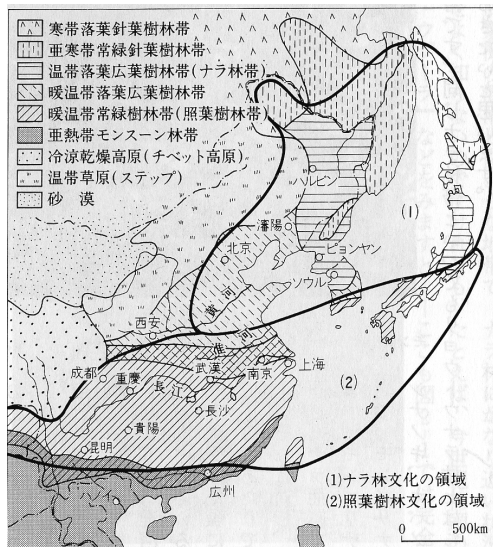 寒帯落葉針葉樹林帯
亜寒帯常緑針葉樹林帯
温帯落葉広葉樹林帯(ナラ林帯)
暖温帯落葉広葉樹林帯
暖温帯常緑樹林帯(照葉樹林帯)
亜熱帯モンスーン林帯
冷涼乾燥高原(チベット高原)
温帯草原(ステップ)
砂漠
ハルビン
(1)
瀋陽
北京
ピョンヤン
ソウル
黄河
西安
淮河
成都
重慶
武漢
南京
上海
長江
長沙
(2)
貴陽
昆明
広州
(1)ナラ林文化の領域
(2)照葉樹林文化の領域
0 500km